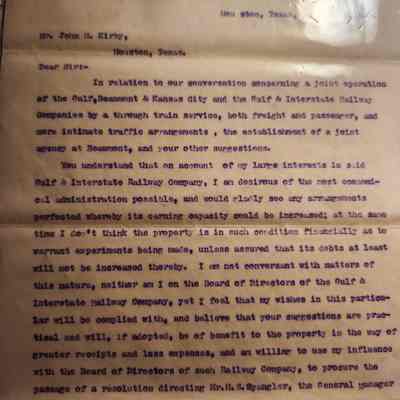 Houston, Texas,
Mr. John H. Kirby,
Houston, Texas.
Dear Sir:-
In relation to our conversation concerning a joint operation
of the Gulf, Beaumont & Kansas City and the Gulf & Interstate Railway
Companies by a through train service, both freight and passenger, and
more intimate traffic arrangements , the establishment of a joint
agency at Beaumont, and your other suggestions.
You understand that on account of my large interests in said
Gulf & Interstate Railway Company, I am desirous of the most economi-
cal administration possible, and would gladly see any arrangements
perfected whereby its earning capacity could be increased; at the same
time I don't think the property is in such condition financially as to
warrant experiments being made, unless assured that its debts at least
will not be increased thereby. I am not conversant with matters of
this nature, neither am I on the Board of Directors of the Gulf &
Interstate Railway Company, yet I feel that my wishes in this particu-
lar will be complied with, and believe that your suggestions are prac-
tical and will, if adopted, be of benefit to the property in the way of
greater receipts and less expenses, and am willing to use my influence
with the Board of Directors of such Railway Company, to procure the
passage of a resolution directing Mr. H.S. Spangler, the General Manager